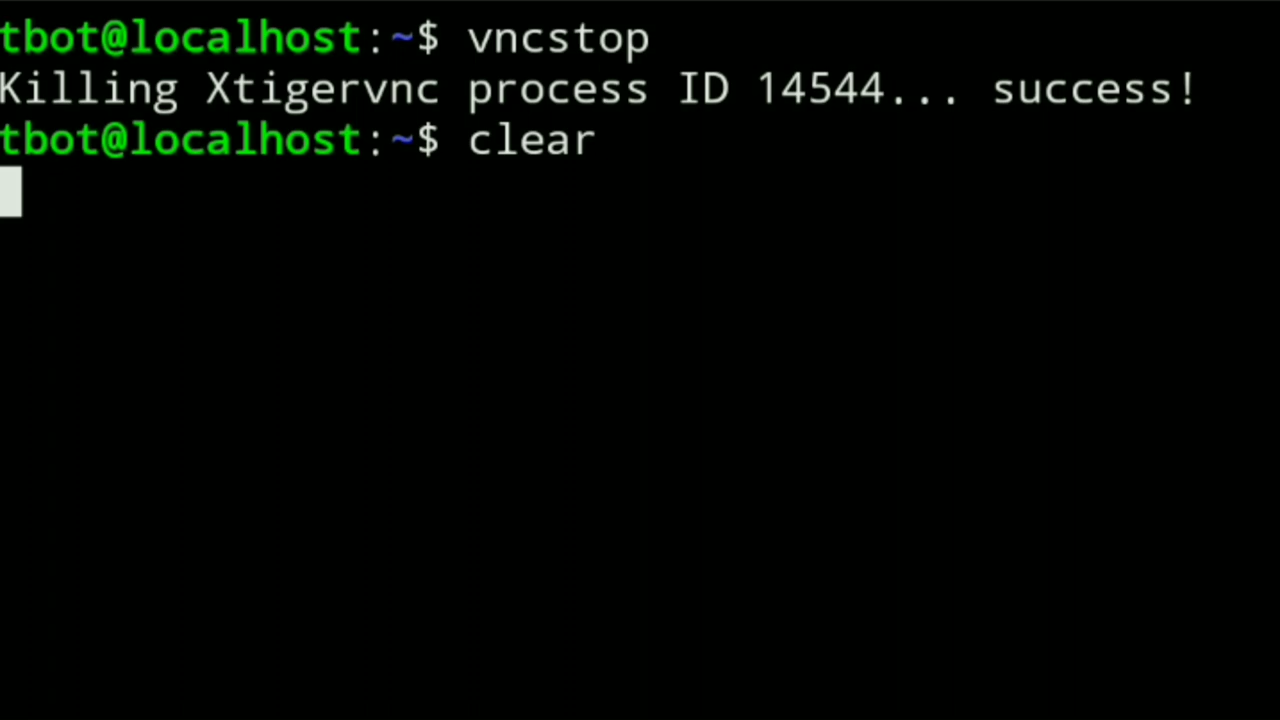 tbot@localhost:~$ vncstop
Killing Xtigervnc process ID 14544... success!
tbot@localhost:~$ clear